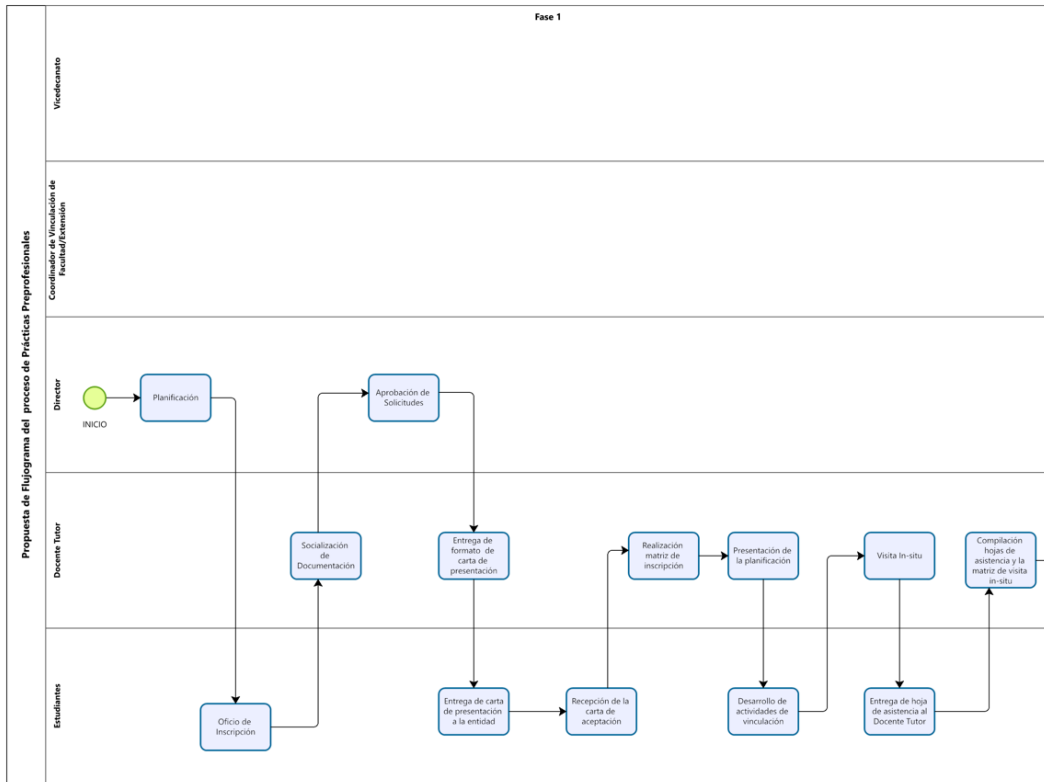 Propuesta de Flujograma del  proceso de Prácticas Preprofesionales
Fase 1
Vicedecanato
Coordinador de Vinculación de
Facultad/Extensión
Director
INICIO
Planificación
Aprobación de
Solicitudes
Docente Tutor
Socialización
de
Documentación
Entrega de
formato  de
carta de
presentación
Realización
matriz de
inscripción
Presentación de
la planificación
Visita In-situ
Compilación
hojas de
asistencia y la
matriz de visita
in-situ
Estudiantes
Oficio de
Inscripción
Entrega de carta
de presentación
a la entidad
Recepción de la
carta de
aceptación
Desarrollo de
actividades de
vinculación
Entrega de hoja
de asistencia al
Docente Tutor